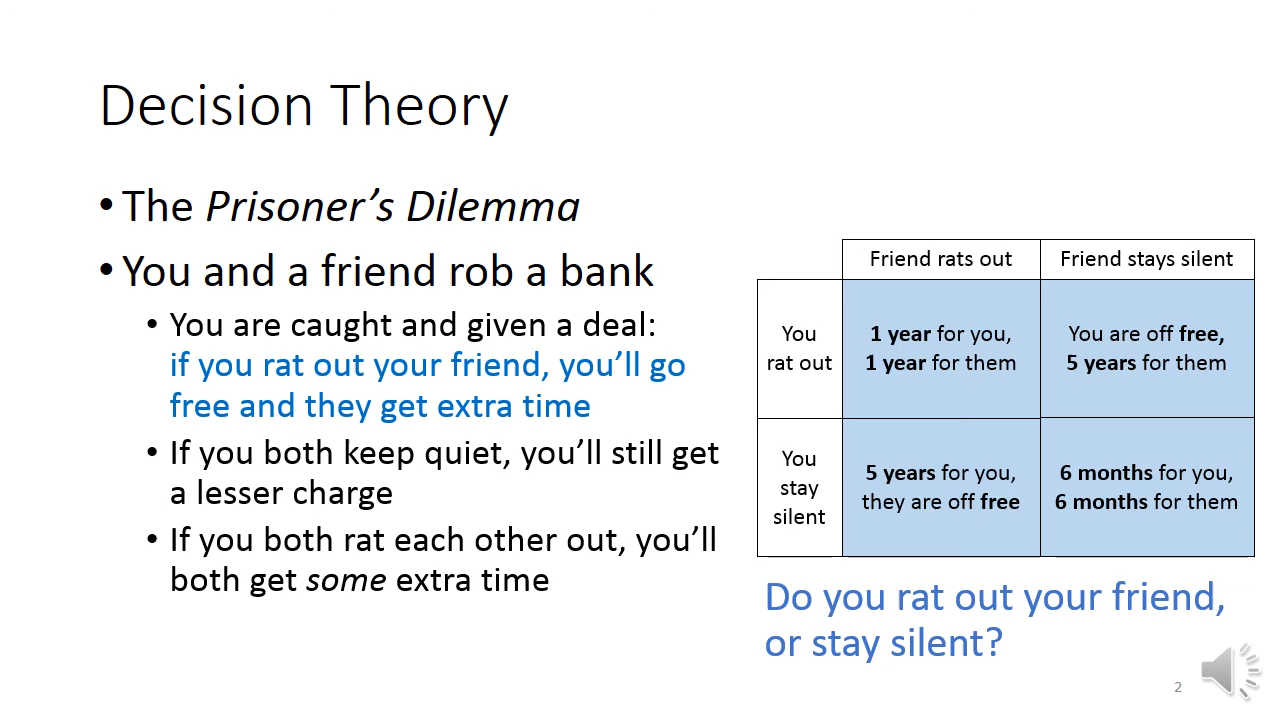 Decision Theory
• The Prisoner’s Dilemma
• You and a friend rob a bank
• You are caught and given a deal:
if you rat out your friend, you’ll go
free and they get extra time
• If you both keep quiet, you’ll still get
a lesser charge
• If you both rat each other out, you’ll
both get some extra time
Friend rats out
Friend stays silent
You
rat out
1 year for you,
1 year for them
You are off free,
5 years for them
You
stay
silent
5 years for you,
they are off free
6 months for you,
6 months for them
Do you rat out your friend,
or stay silent?
2